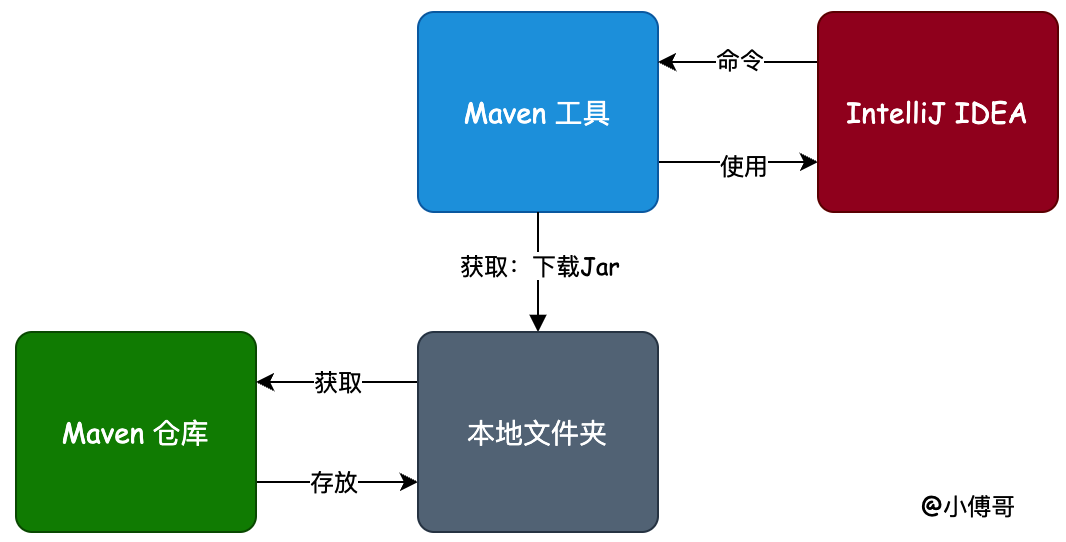 命令
Maven 工具
IntelliJ IDEA
使用
获取：下载Jar
获取
Maven 仓库
本地文件夹
存放
@小傅哥